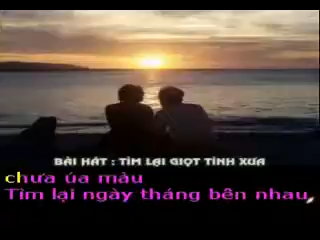 BÀI HÁT : TÌM LẠI GIỌT TÌNH XƯA
chưa úa màu
Tìm lại ngày tháng bên nhau,